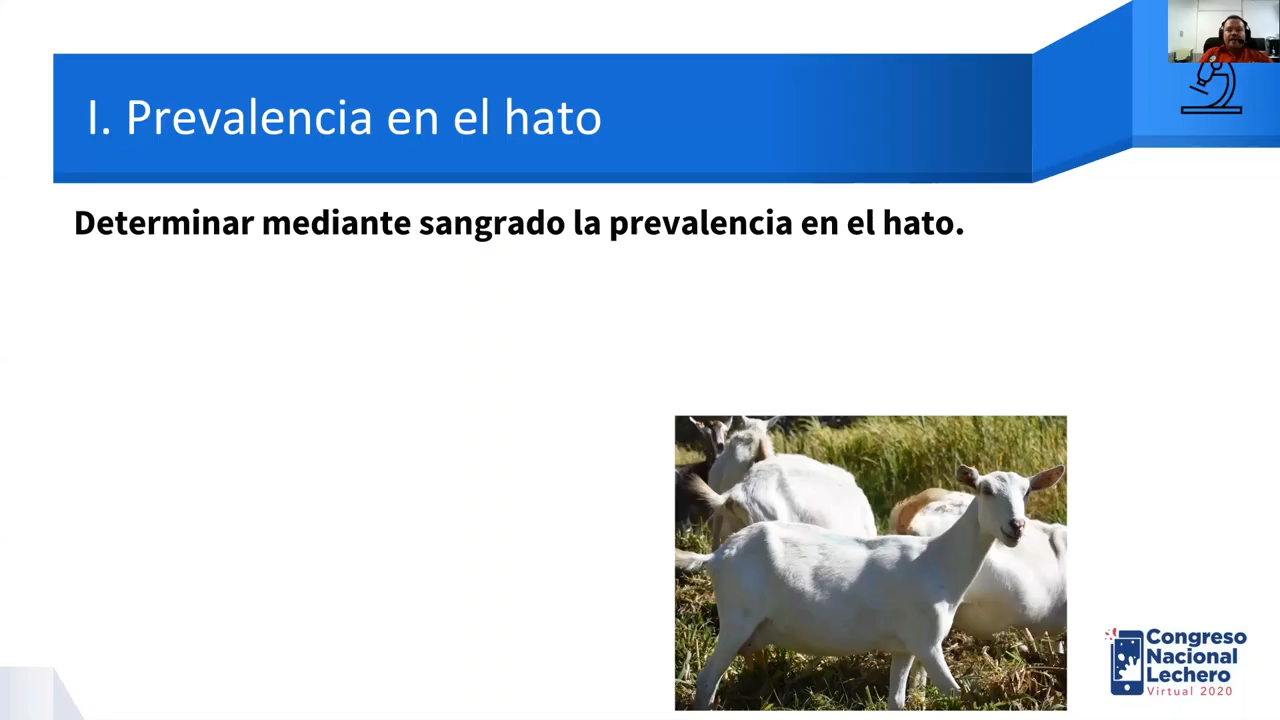 I. Prevalencia en el hato
Determinar mediante sangrado la prevalencia en el hato.
Congreso
Nacional
Lechero
Virtual 2020